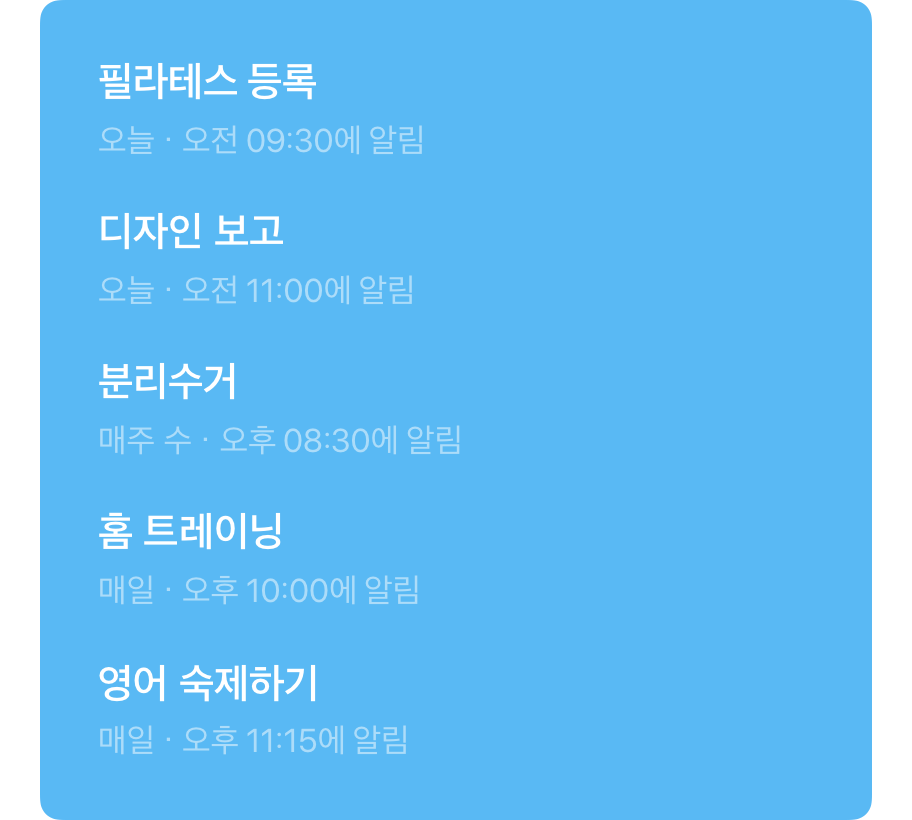 필라테스 등록
오늘 · 오전 09:30에 알림
디자인 보고
오늘 · 오전 11:00에 알림
분리수거
매주 수 · 오후 08:30에 알림
홈 트레이닝
매일 · 오후 10:00에 알림
영어 숙제하기
매일 · 오후 11:15에 알림